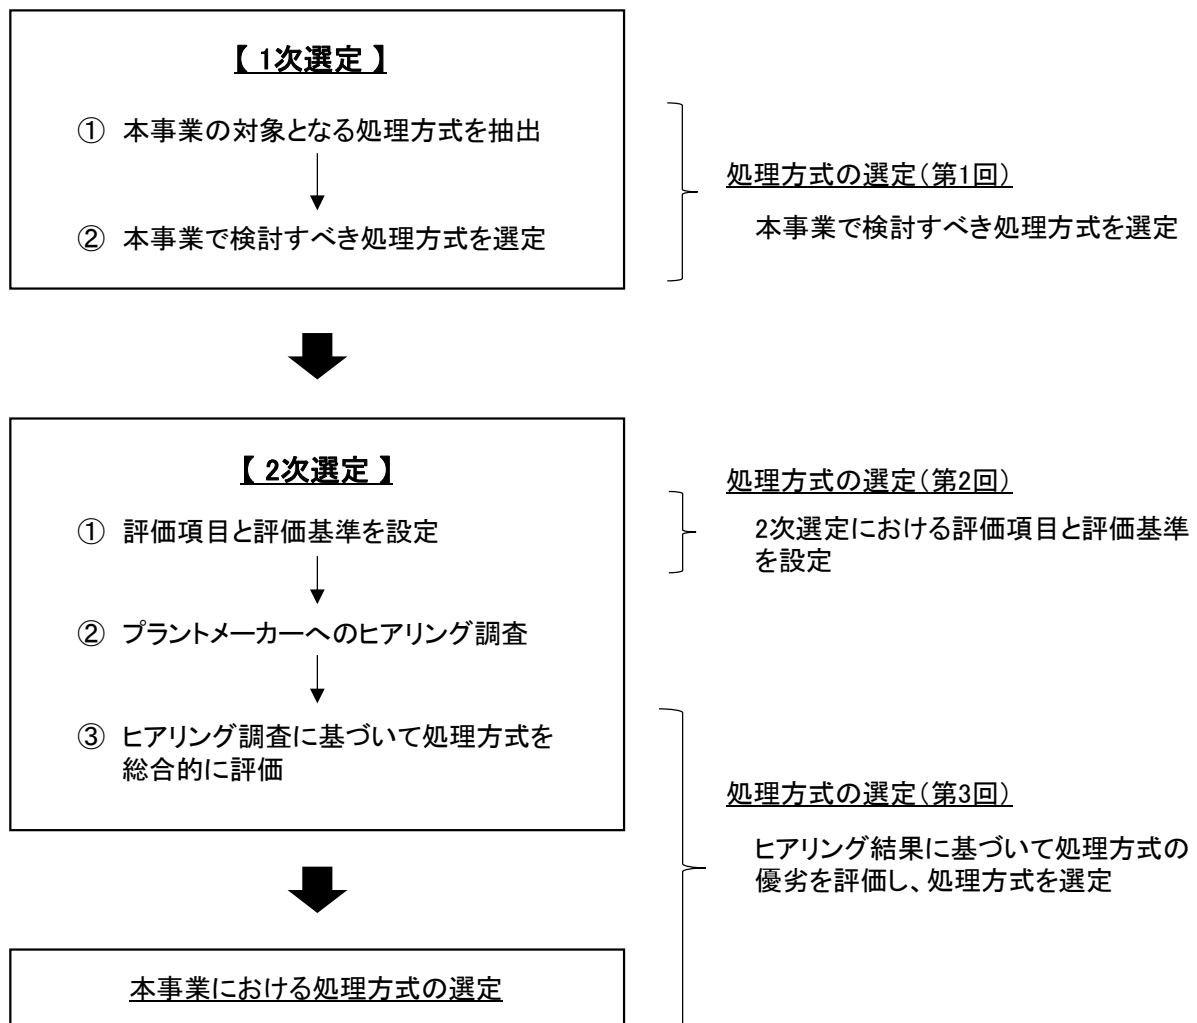 【 1次選定 】
① 本事業の対象となる処理方式を抽出
② 本事業で検討すべき処理方式を選定
処理方式の選定（第1回）
本事業で検討すべき処理方式を選定
【 2次選定 】
① 評価項目と評価基準を設定
② プラントメーカーへのヒアリング調査
③ ヒアリング調査に基づいて処理方式を
総合的に評価
処理方式の選定（第2回）
2次選定における評価項目と評価基準
を設定
処理方式の選定（第3回）
ヒアリング結果に基づいて処理方式の
優劣を評価し、処理方式を選定
本事業における処理方式の選定